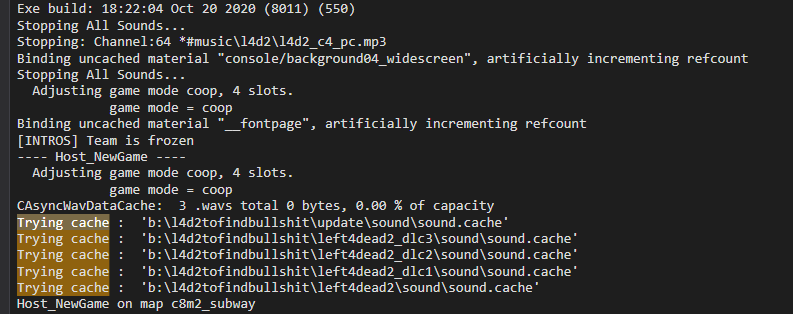 Exe build: 18:22:04 Oct 20 2020 (8011) (550)
Stopping All Sounds...
Stopping: Channel:64 *#music\l4d2\l4d2_c4_pc.mp3
Binding uncached material "console/background04_widescreen", artificially incrementing refcount
Stopping All Sounds...
  Adjusting game mode coop, 4 slots.
            game mode = coop
Binding uncached material "__fontpage", artificially incrementing refcount
[INTROS] Team is frozen
---- Host_NewGame ----
  Adjusting game mode coop, 4 slots.
            game mode = coop
CAsyncWavDataCache:  3 .wavs total 0 bytes, 0.00 % of capacity
Trying cache :  'b:\l4d2tofindbullshit\update\sound\sound.cache'
Trying cache :  'b:\l4d2tofindbullshit\left4dead2_dlc3\sound\sound.cache'
Trying cache :  'b:\l4d2tofindbullshit\left4dead2_dlc2\sound\sound.cache'
Trying cache :  'b:\l4d2tofindbullshit\left4dead2_dlc1\sound\sound.cache'
Trying cache :  'b:\l4d2tofindbullshit\left4dead2\sound\sound.cache'
Host_NewGame on map c8m2_subway